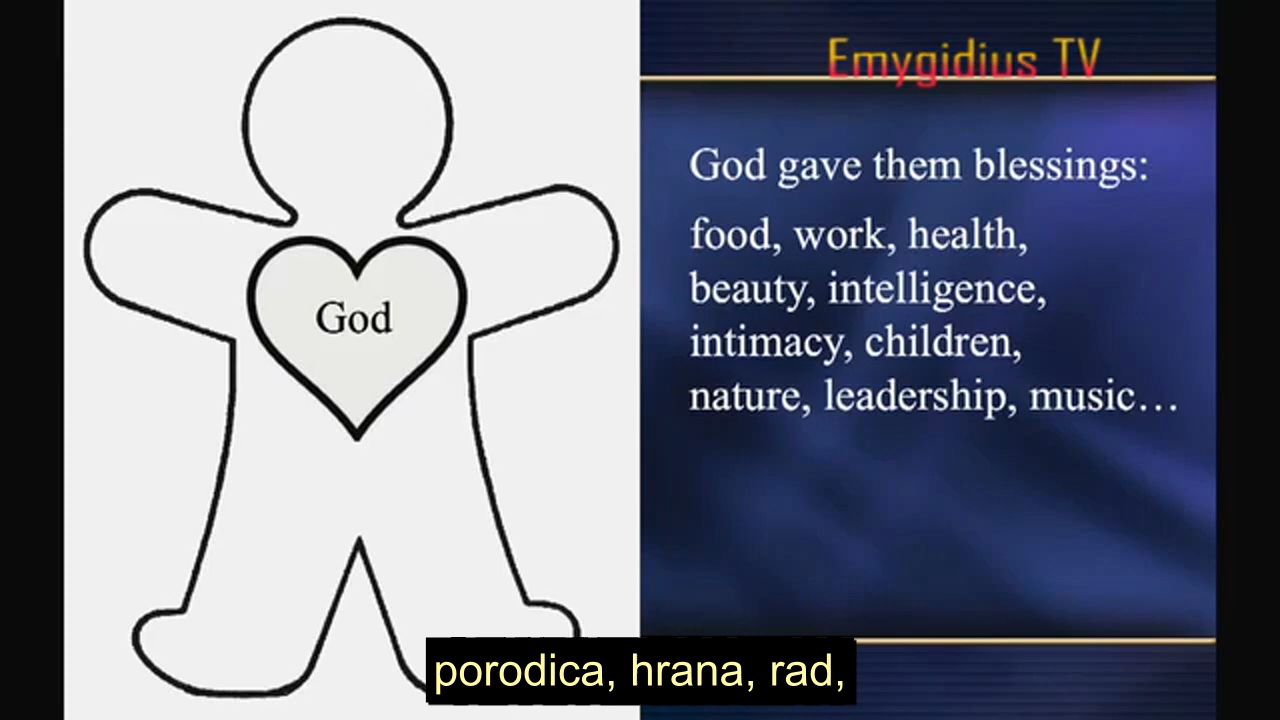 Emygidius TV
God gave them blessings:
food, work, health,
beauty, intelligence,
intimacy, children,
nature, leadership, music…
God
porodica, hrana, rad,